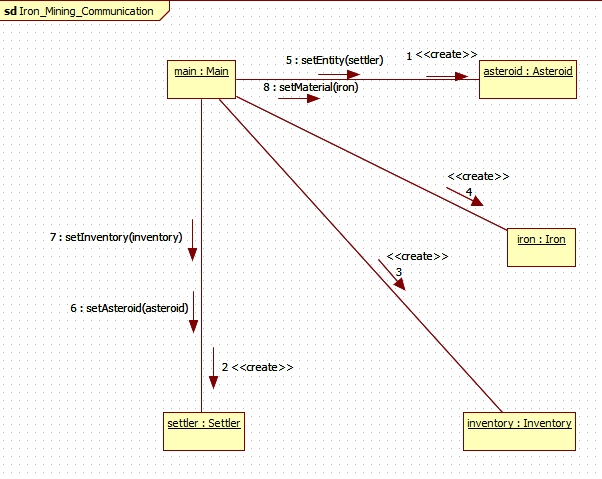 sd Iron_Mining_Communication
5 : setEntity(settler)
1 <<create>>
main : Main
asteroid : Asteroid
8 : setMaterial(iron)
<<create>>
4
7 : setInventory(inventory)
iron : Iron
<<create>>
3
6 : setAsteroid(asteroid)
2 <<create>>
settler : Settler
inventory : Inventory